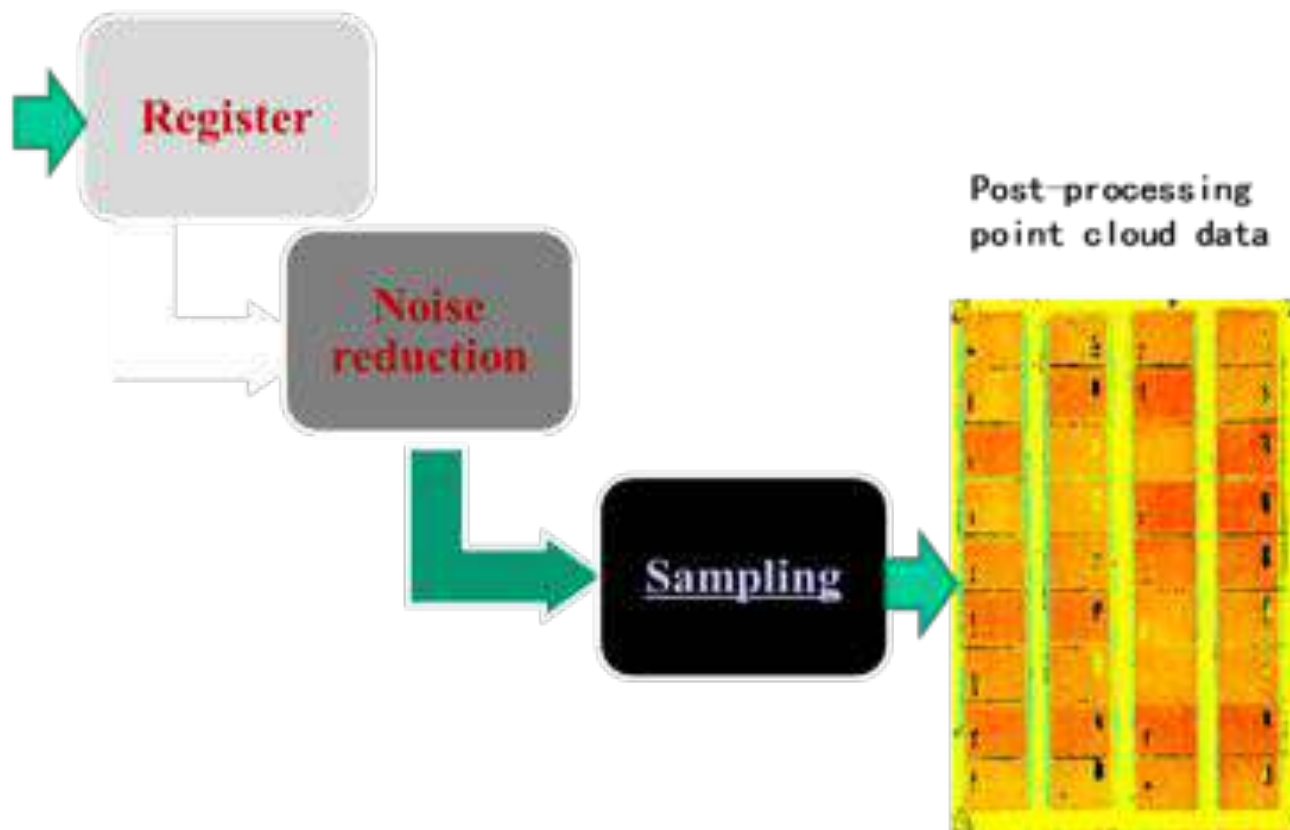 Register
Noise
reduction
Sampling
Post-processing
point cloud data